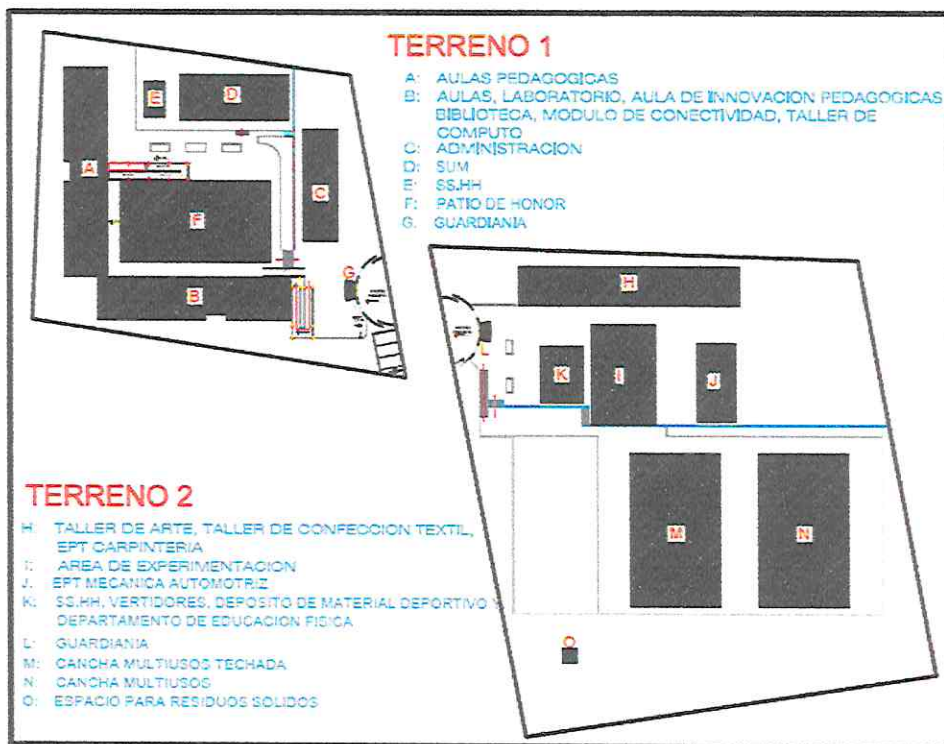 TERRENO 1
A: AULAS PEDAGOGICAS
B: AULAS, LABORATORIO, AULA DE INNOVACION PEDAGOGICAS
BIBLIOTECA, MODULO DE CONECTIVIDAD, TALLER DE
COMPUTO
C: ADMINISTRACION
D: SUM
E: SS.HH
F: PATIO DE HONOR
G. GUARDIANIA
E
D
A
C
F
G
B
H
L
K
I
J
M
N
O
TERRENO 2
H: TALLER DE ARTE, TALLER DE CONFECCION TEXTIL,
EPT CARPINTERIA
I: AREA DE EXPERIMENTACION
J. EPT MECANICA AUTOMOTRIZ
K: SS.HH, VERTIDORES, DEPOSITO DE MATERIAL DEPORTIVO Y
DEPARTAMENTO DE EDUCACION FISICA
L: GUARDIANIA
M: CANCHA MULTIUSOS TECHADA
N: CANCHA MULTIUSOS
O: ESPACIO PARA RESIDUOS SOLIDOS